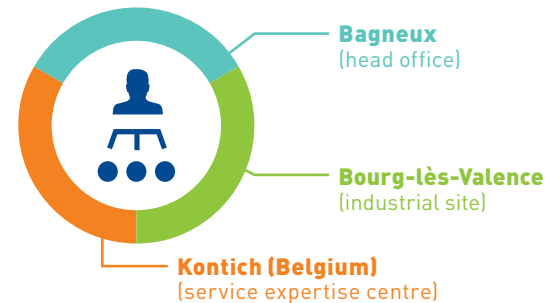 Bagneux
(head office)
Bourg-lès-Valence
(industrial site)
Kontich (Belgium)
(service expertise centre)